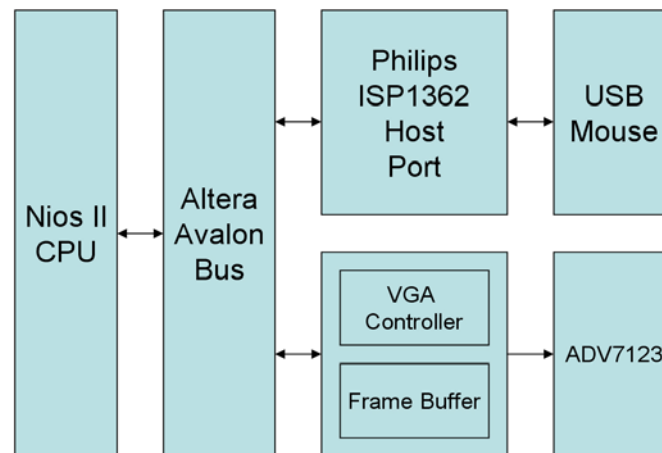 Nios II
CPU
Altera
Avalon
Bus
Philips
ISP1362
Host
Port
USB
Mouse
VGA
Controller
Frame Buffer
ADV7123